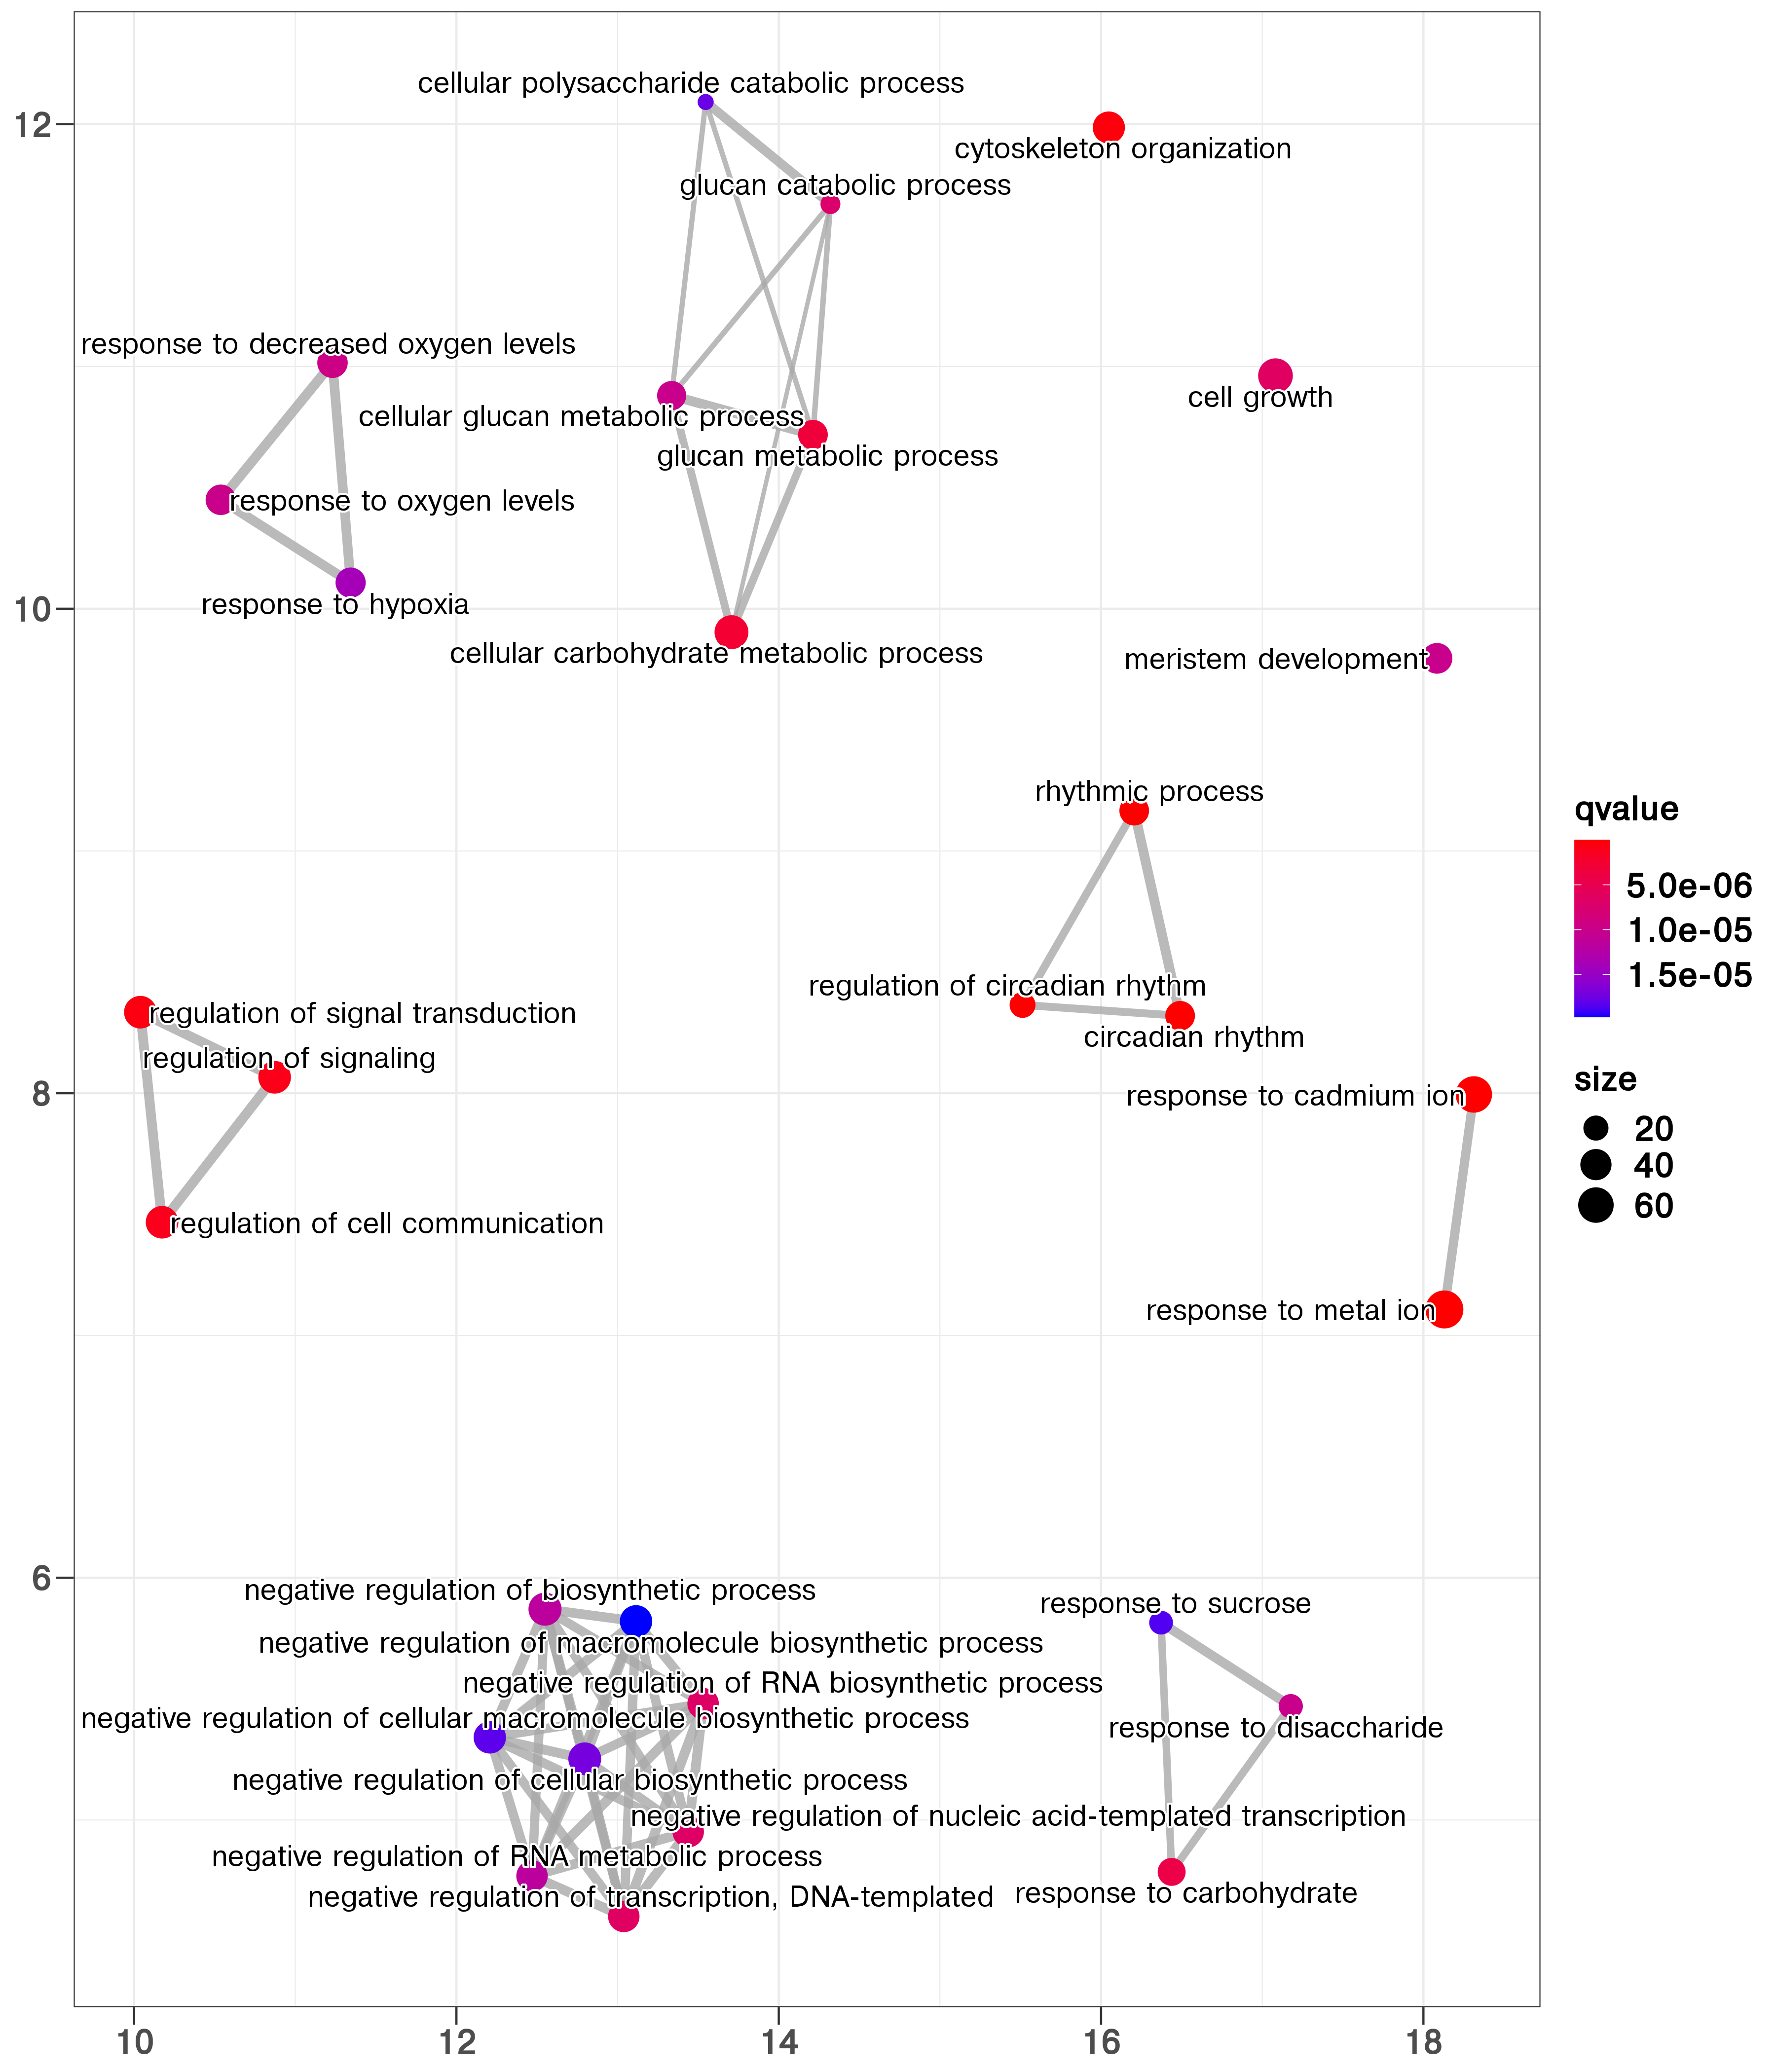 cellular polysaccharide catabolic process
12
cytoskeleton organization
glucan catabolic process
response to decreased oxygen levels
cell growth
cellular glucan metabolic process
glucan metabolic process
response to oxygen levels
response to hypoxia
10
cellular carbohydrate metabolic process
meristem development
rhythmic process
regulation of circadian rhythm
circadian rhythm
regulation of signal transduction
regulation of signaling
8
response to cadmium ion
regulation of cell communication
response to metal ion
6
negative regulation of biosynthetic process
response to sucrose
negative regulation of macromolecule biosynthetic process
negative regulation of RNA biosynthetic process
negative regulation of cellular macromolecule biosynthetic process
response to disaccharide
negative regulation of cellular biosynthetic process
negative regulation of nucleic acid-templated transcription
negative regulation of RNA metabolic process
negative regulation of transcription, DNA-templated
response to carbohydrate
10
12
14
16
18
qvalue
5.0e-06
1.0e-05
1.5e-05
size
20
40
60